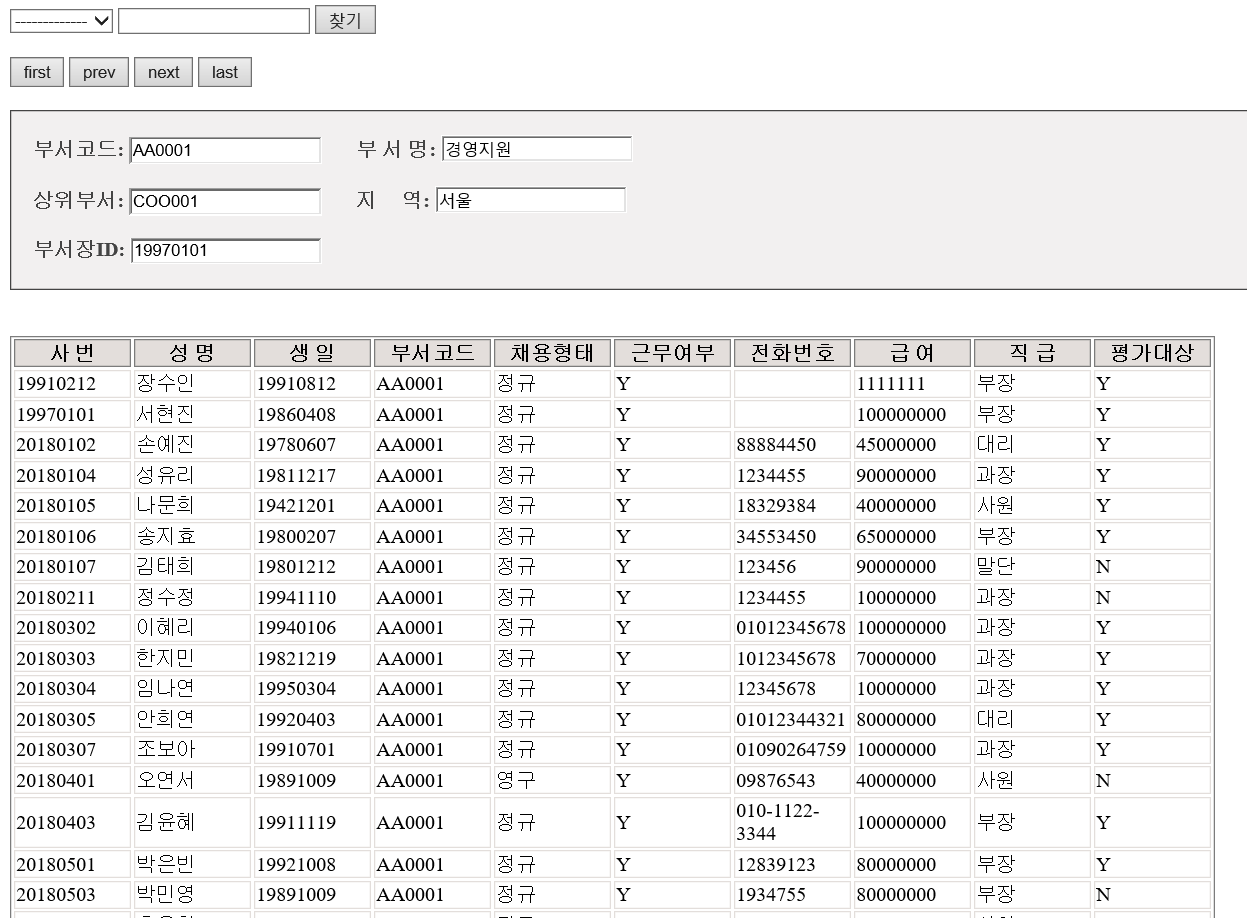 ------------- 찾기
first prev next last
부서코드: AA0001 부 서 명: 경영지원
상위부서: COO001 지 역: 서울
부서장ID: 19970101
사 번 성 명 생 일 부서코드 채용형태 근무여부 전화번호 급 여 직 급 평가대상
19910212 장수인 19910812 AA0001 정규 Y 1111111 부장 Y
19970101 서현진 19860408 AA0001 정규 Y 100000000 부장 Y
20180102 손예진 19780607 AA0001 정규 Y 88884450 45000000 대리 Y
20180104 성유리 19811217 AA0001 정규 Y 1234455 90000000 과장 Y
20180105 나문희 19421201 AA0001 정규 Y 18329384 40000000 사원 Y
20180106 송지효 19800207 AA0001 정규 Y 34553450 65000000 부장 Y
20180107 김태희 19801212 AA0001 정규 Y 123456 90000000 말단 N
20180211 정수정 19941110 AA0001 정규 Y 1234455 10000000 과장 N
20180302 이혜리 19940106 AA0001 정규 Y 01012345678 100000000 과장 Y
20180303 한지민 19821219 AA0001 정규 Y 1012345678 70000000 과장 Y
20180304 임나연 19950304 AA0001 정규 Y 12345678 10000000 과장 Y
20180305 안희연 19920403 AA0001 정규 Y 01012344321 80000000 대리 Y
20180307 조보아 19910701 AA0001 정규 Y 01090264759 10000000 과장 Y
20180401 오연서 19891009 AA0001 영구 Y 09876543 40000000 사원 N
20180403 김윤혜 19911119 AA0001 정규 Y 010-1122-3344 100000000 부장 Y
20180501 박은빈 19921008 AA0001 정규 Y 12839123 80000000 부장 Y
20180503 박민영 19891009 AA0001 정규 Y 1934755 80000000 부장 N